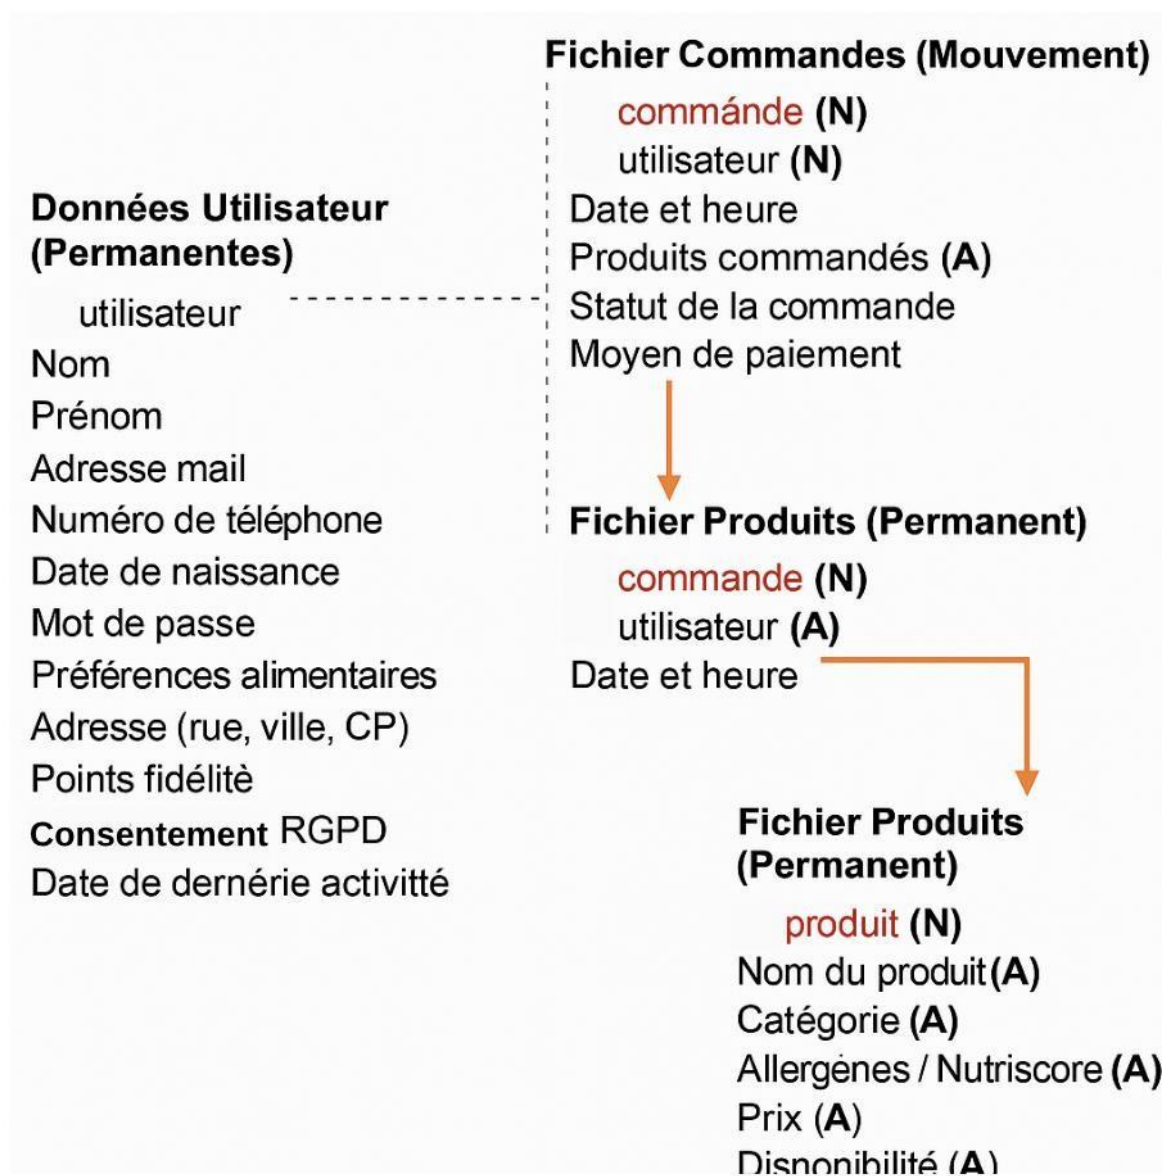 Fichier Commandes (Mouvement)
commánde (N)
utilisateur (N)
Date et heure
Produits commandés (A)
Statut de la commande
Moyen de paiement
Données Utilisateur
(Permanentes)
utilisateur
Nom
Prénom
Adresse mail
Numéro de téléphone
Date de naissance
Mot de passe
Préférences alimentaires
Adresse (rue, ville, CP)
Points fidélitè
Consentement RGPD
Date de dernérie activitté
Fichier Produits (Permanent)
commande (N)
utilisateur (A)
Date et heure
Fichier Produits
(Permanent)
produit (N)
Nom du produit(A)
Catégorie (A)
Allergénes / Nutriscore (A)
Prix (A)
Disnonibilité (A)